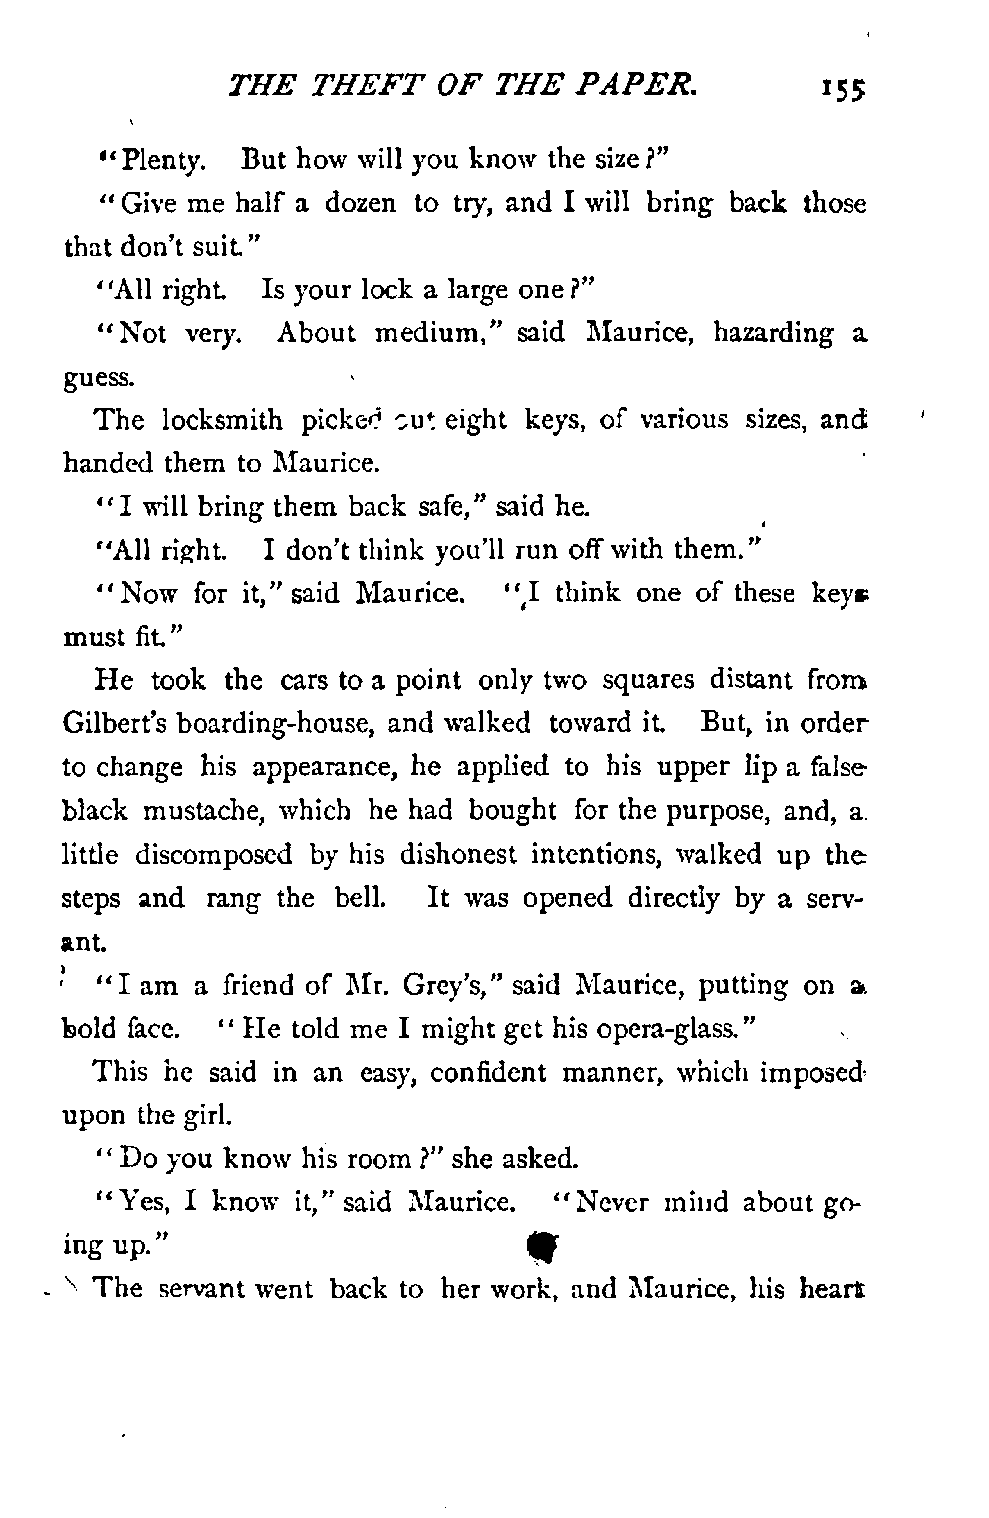 THE THEFT OF THE PAPER. 155
"Plenty. But how will you know the size?"
"Give me half a dozen to try, and I will bring back those
that don't suit."
"All right. Is your lock a large one?"
"Not very. About medium," said Maurice, hazarding a
guess.
The locksmith picked out eight keys, of various sizes, and
handed them to Maurice.
"I will bring them back safe," said he.
"All right. I don't think you'll run off with them."
"Now for it," said Maurice. "I think one of these keys
must fit."
He took the cars to a point only two squares distant from
Gilbert's boarding-house, and walked toward it. But, in order
to change his appearance, he applied to his upper lip a false
black mustache, which he had bought for the purpose, and, a
little discomposed by his dishonest intentions, walked up the
steps and rang the bell. It was opened directly by a serv-
ant.
"I am a friend of Mr. Grey's," said Maurice, putting on a
bold face. "He told me I might get his opera-glass."
This he said in an easy, confident manner, which imposed
upon the girl.
"Do you know his room?" she asked.
"Yes, I know it," said Maurice. "Never mind about go-
ing up."
The servant went back to her work, and Maurice, his heart